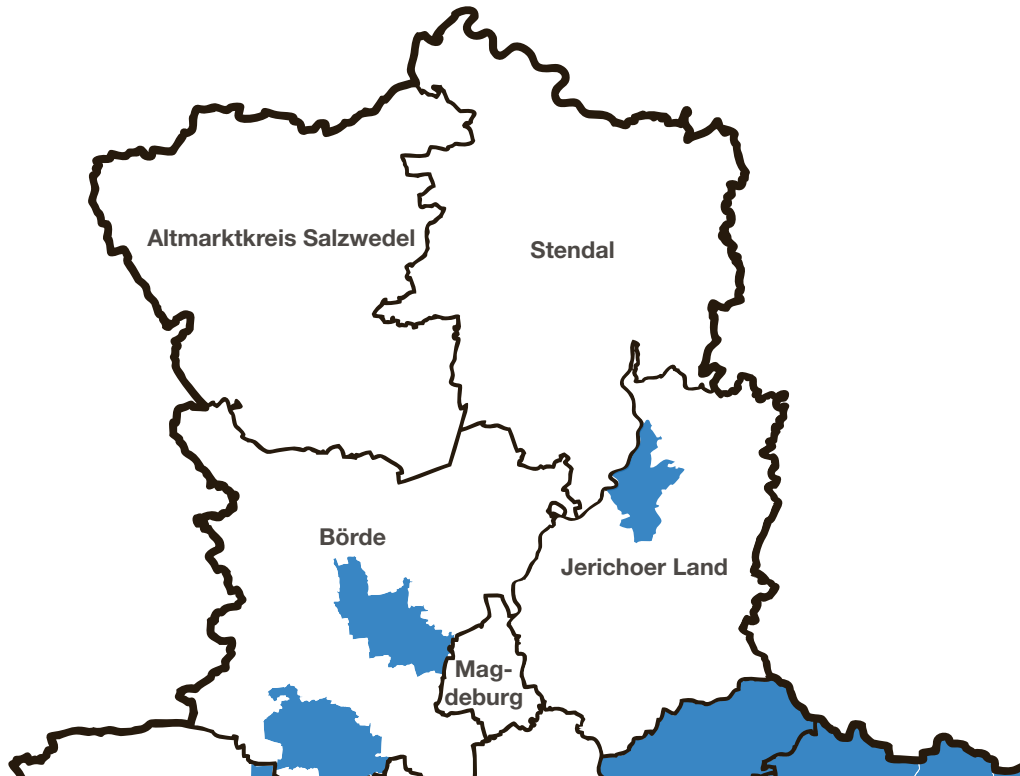 Altmarktkreis Salzwedel
Stendal
Börde
Jerichoer Land
Mag-
deburg